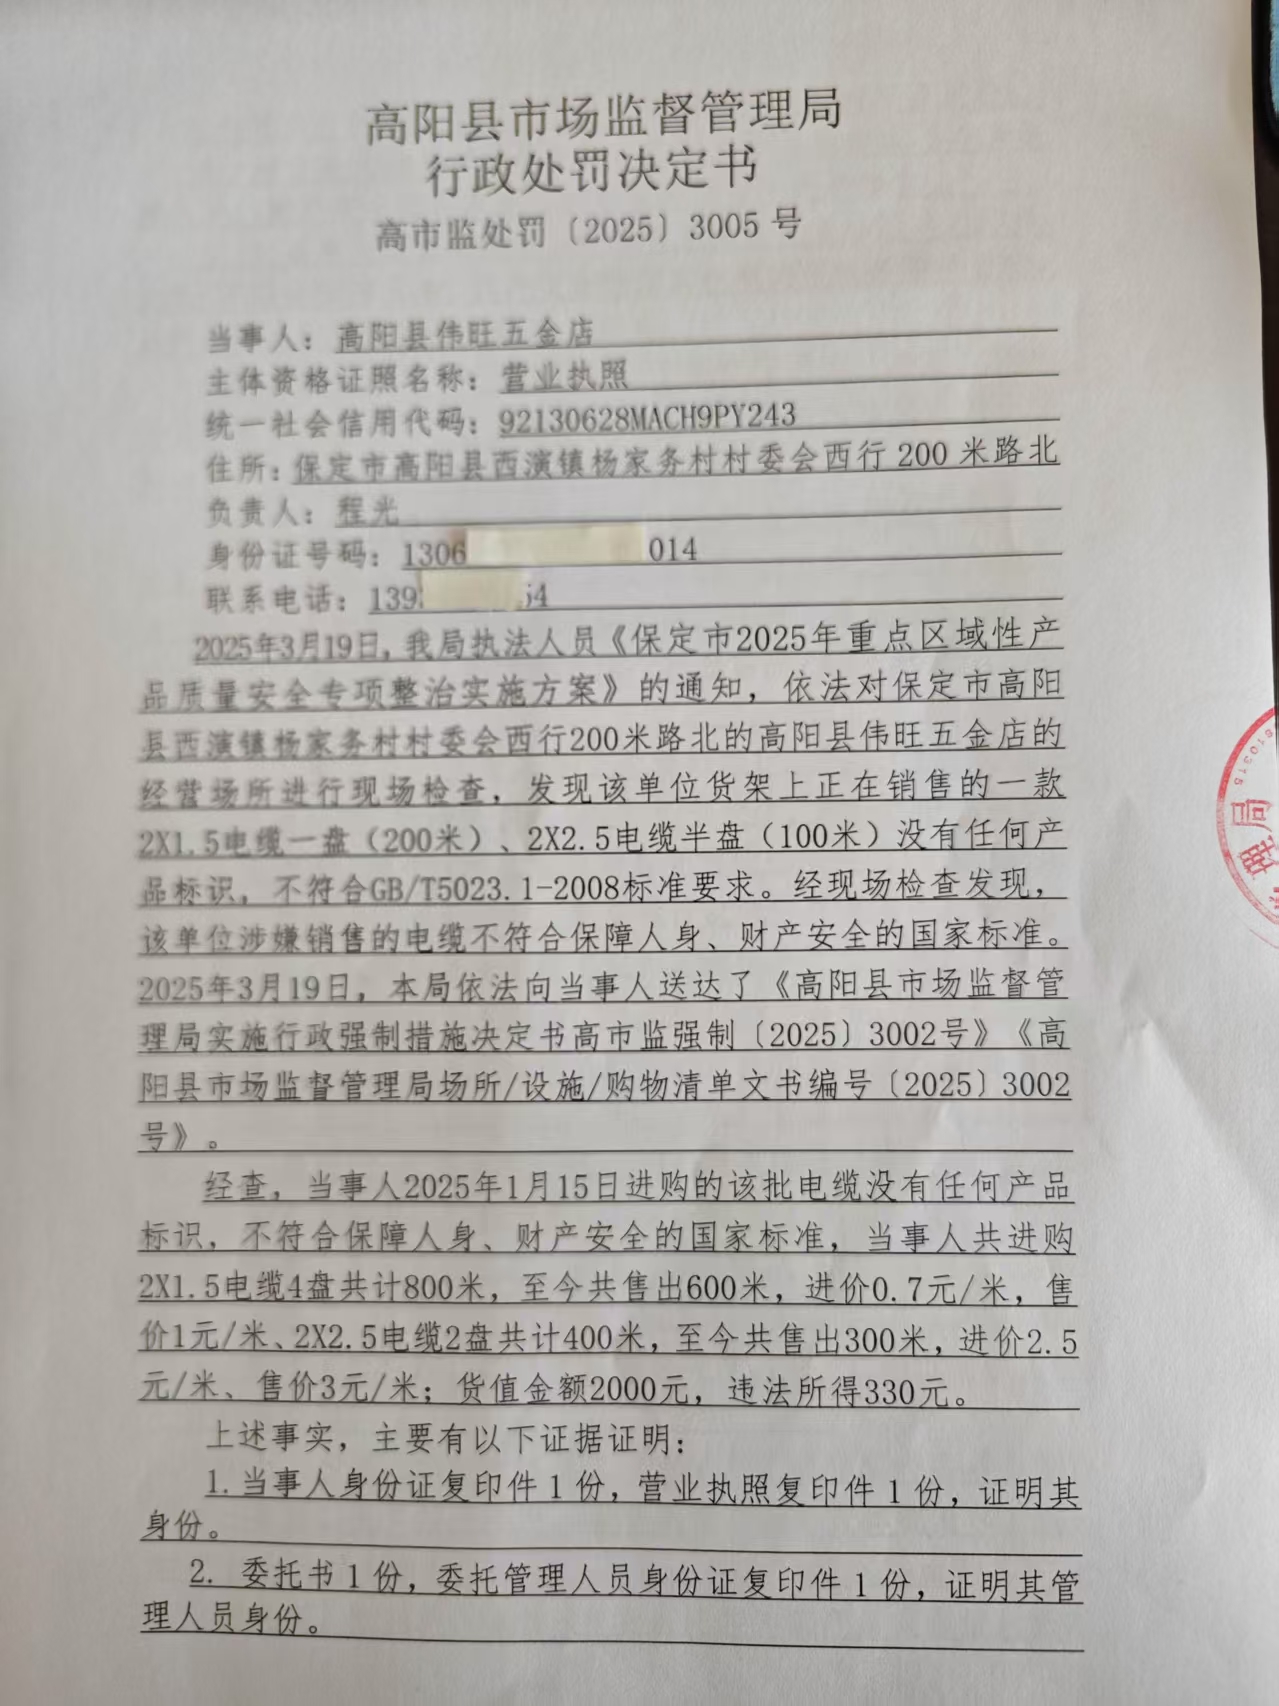 高阳县市场监督管理局
行政处罚决定书
高市监处罚〔2025〕3005号
当事人：高阳县伟旺五金店
主体资格证照名称：营业执照
统一社会信用代码：92130628MACH9PY243
住所：保定市高阳县西演镇杨家务村村委会西行200米路北
负责人：程光
身份证号码：1306 014
联系电话：139 54
2025年3月19日，我局执法人员《保定市2025年重点区域性产
品质量安全专项整治实施方案》的通知，依法对保定市高阳
县西演镇杨家务村村委会西行200米路北的高阳县伟旺五金店的
经营场所进行现场检查，发现该单位货架上正在销售的一款
2X1.5电缆一盘（200米）、2X2.5电缆半盘（100米）没有任何产
品标识，不符合GB/T5023.1-2008标准要求。经现场检查发现，
该单位涉嫌销售的电缆不符合保障人身、财产安全的国家标准。
2025年3月19日，本局依法向当事人送达了《高阳县市场监督管
理局实施行政强制措施决定书高市监强制〔2025〕3002号》《高
阳县市场监督管理局场所/设施/购物清单文书编号〔2025〕3002
号》。
经查，当事人2025年1月15日进购的该批电缆没有任何产品
标识，不符合保障人身、财产安全的国家标准，当事人共进购
2X1.5电缆4盘共计800米，至今共售出600米，进价0.7元/米，售
价1元/米、2X2.5电缆2盘共计400米，至今共售出300米，进价2.5
元/米、售价3元/米；货值金额2000元，违法所得330元。
上述事实，主要有以下证据证明：
1.当事人身份证复印件1份，营业执照复印件1份，证明其
身份。
2. 委托书1份，委托管理人员身份证复印件1份，证明其管
理人员身份。
理局